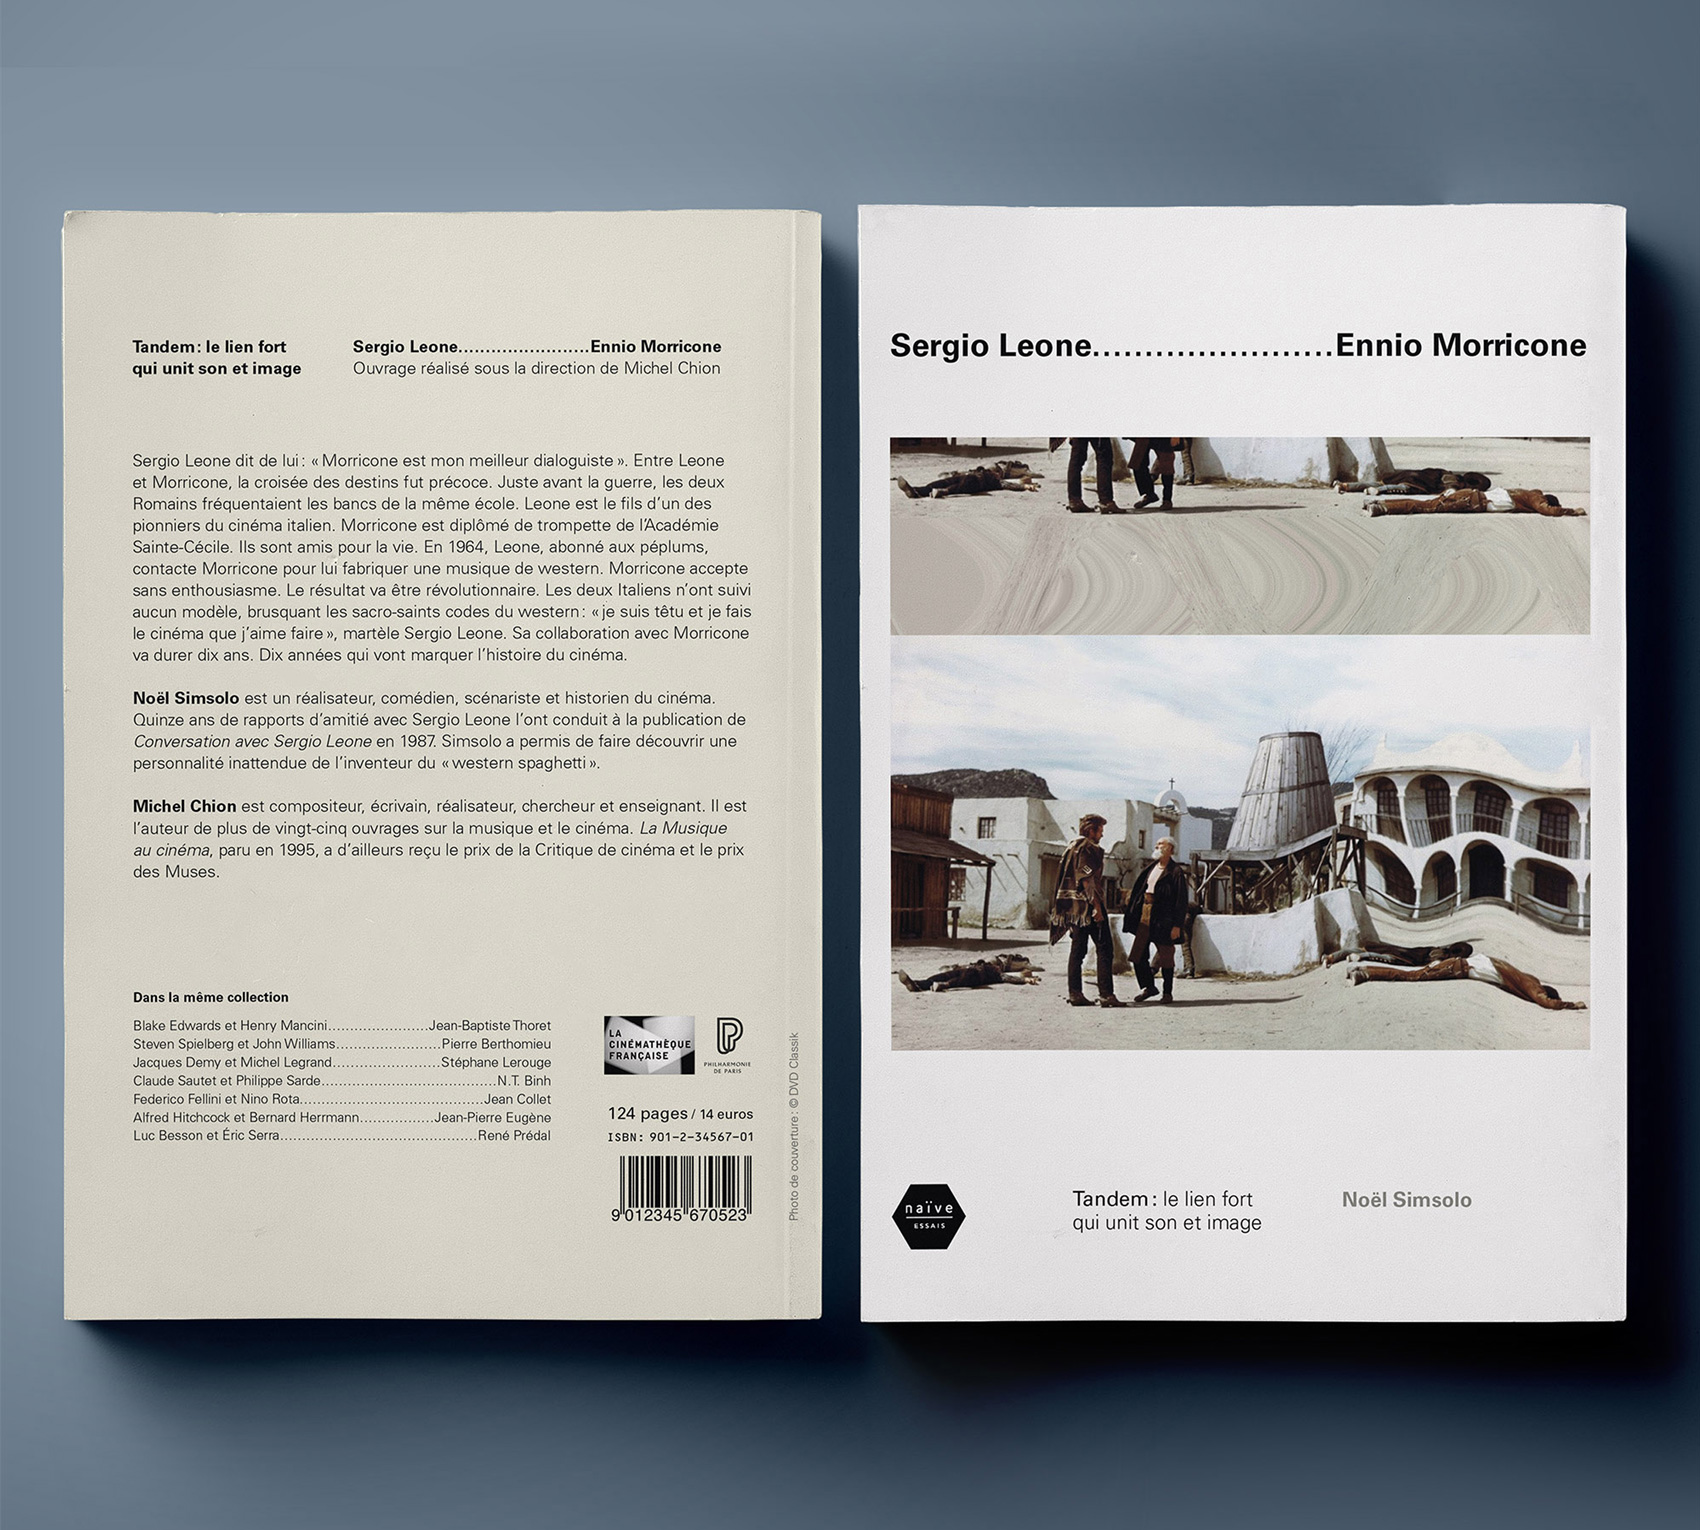 Tandem : le lien fort
qui unit son et image
Sergio Leone........................Ennio Morricone
Ouvrage réalisé sous la direction de Michel Chion
Sergio Leone dit de lui : « Morricone est mon meilleur dialoguiste ». Entre Leone
et Morricone, la croisée des destins fut précoce. Juste avant la guerre, les deux
Romains fréquentaient les bancs de la même école. Leone est le fils d’un des
pionniers du cinéma italien. Morricone est diplômé de trompette de l’Académie
Sainte-Cécile. Ils sont amis pour la vie. En 1964, Leone, abonné aux péplums,
contacte Morricone pour lui fabriquer une musique de western. Morricone accepte
sans enthousiasme. Le résultat va être révolutionnaire. Les deux Italiens n’ont suivi
aucun modèle, brusquant les sacro-saints codes du western : « je suis têtu et je fais
le cinéma que j’aime faire », martèle Sergio Leone. Sa collaboration avec Morricone
va durer dix ans. Dix années qui vont marquer l’histoire du cinéma.
Noël Simsolo est un réalisateur, comédien, scénariste et historien du cinéma.
Quinze ans de rapports d’amitié avec Sergio Leone l’ont conduit à la publication de
Conversation avec Sergio Leone en 1987. Simsolo a permis de faire découvrir une
personnalité inattendue de l’inventeur du « western spaghetti ».
Michel Chion est compositeur, écrivain, réalisateur, chercheur et enseignant. Il est
l’auteur de plus de vingt-cinq ouvrages sur la musique et le cinéma. La Musique
au cinéma, paru en 1995, a d’ailleurs reçu le prix de la Critique de cinéma et le prix
des Muses.
Dans la même collection
Blake Edwards et Henry Mancini.......................Jean-Baptiste Thoret
Steven Spielberg et John Williams........................Pierre Berthomieu
Jacques Demy et Michel Legrand.........................Stéphane Lerouge
Claude Sautet et Philippe Sarde........................................N.T. Binh
Federico Fellini et Nino Rota..........................................Jean Collet
Alfred Hitchcock et Bernard Herrmann.................Jean-Pierre Eugène
Luc Besson et Éric Serra.............................................René Prédal
LA
CINÉMATHÈQUE
FRANÇAISE
PHILHARMONIE
DE PARIS
124 pages / 14 euros
ISBN: 901-2-34567-01
9 012345 670523
Photo de couverture : © DVD Classik
Sergio Leone........................Ennio Morricone
naïve
ESSAIS
Tandem : le lien fort
qui unit son et image
Noël Simsolo